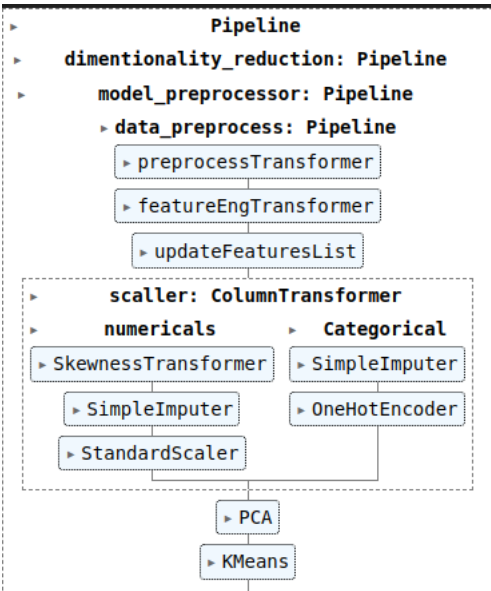 Pipeline
dimentionality_reduction: Pipeline
model_preprocessor: Pipeline
data_preprocess: Pipeline
preprocessTransformer
featureEngTransformer
updateFeaturesList
scaller: ColumnTransformer
numericals
Categorical
SkewnessTransformer
SimpleImputer
SimpleImputer
OneHotEncoder
StandardScaler
PCA
KMeans